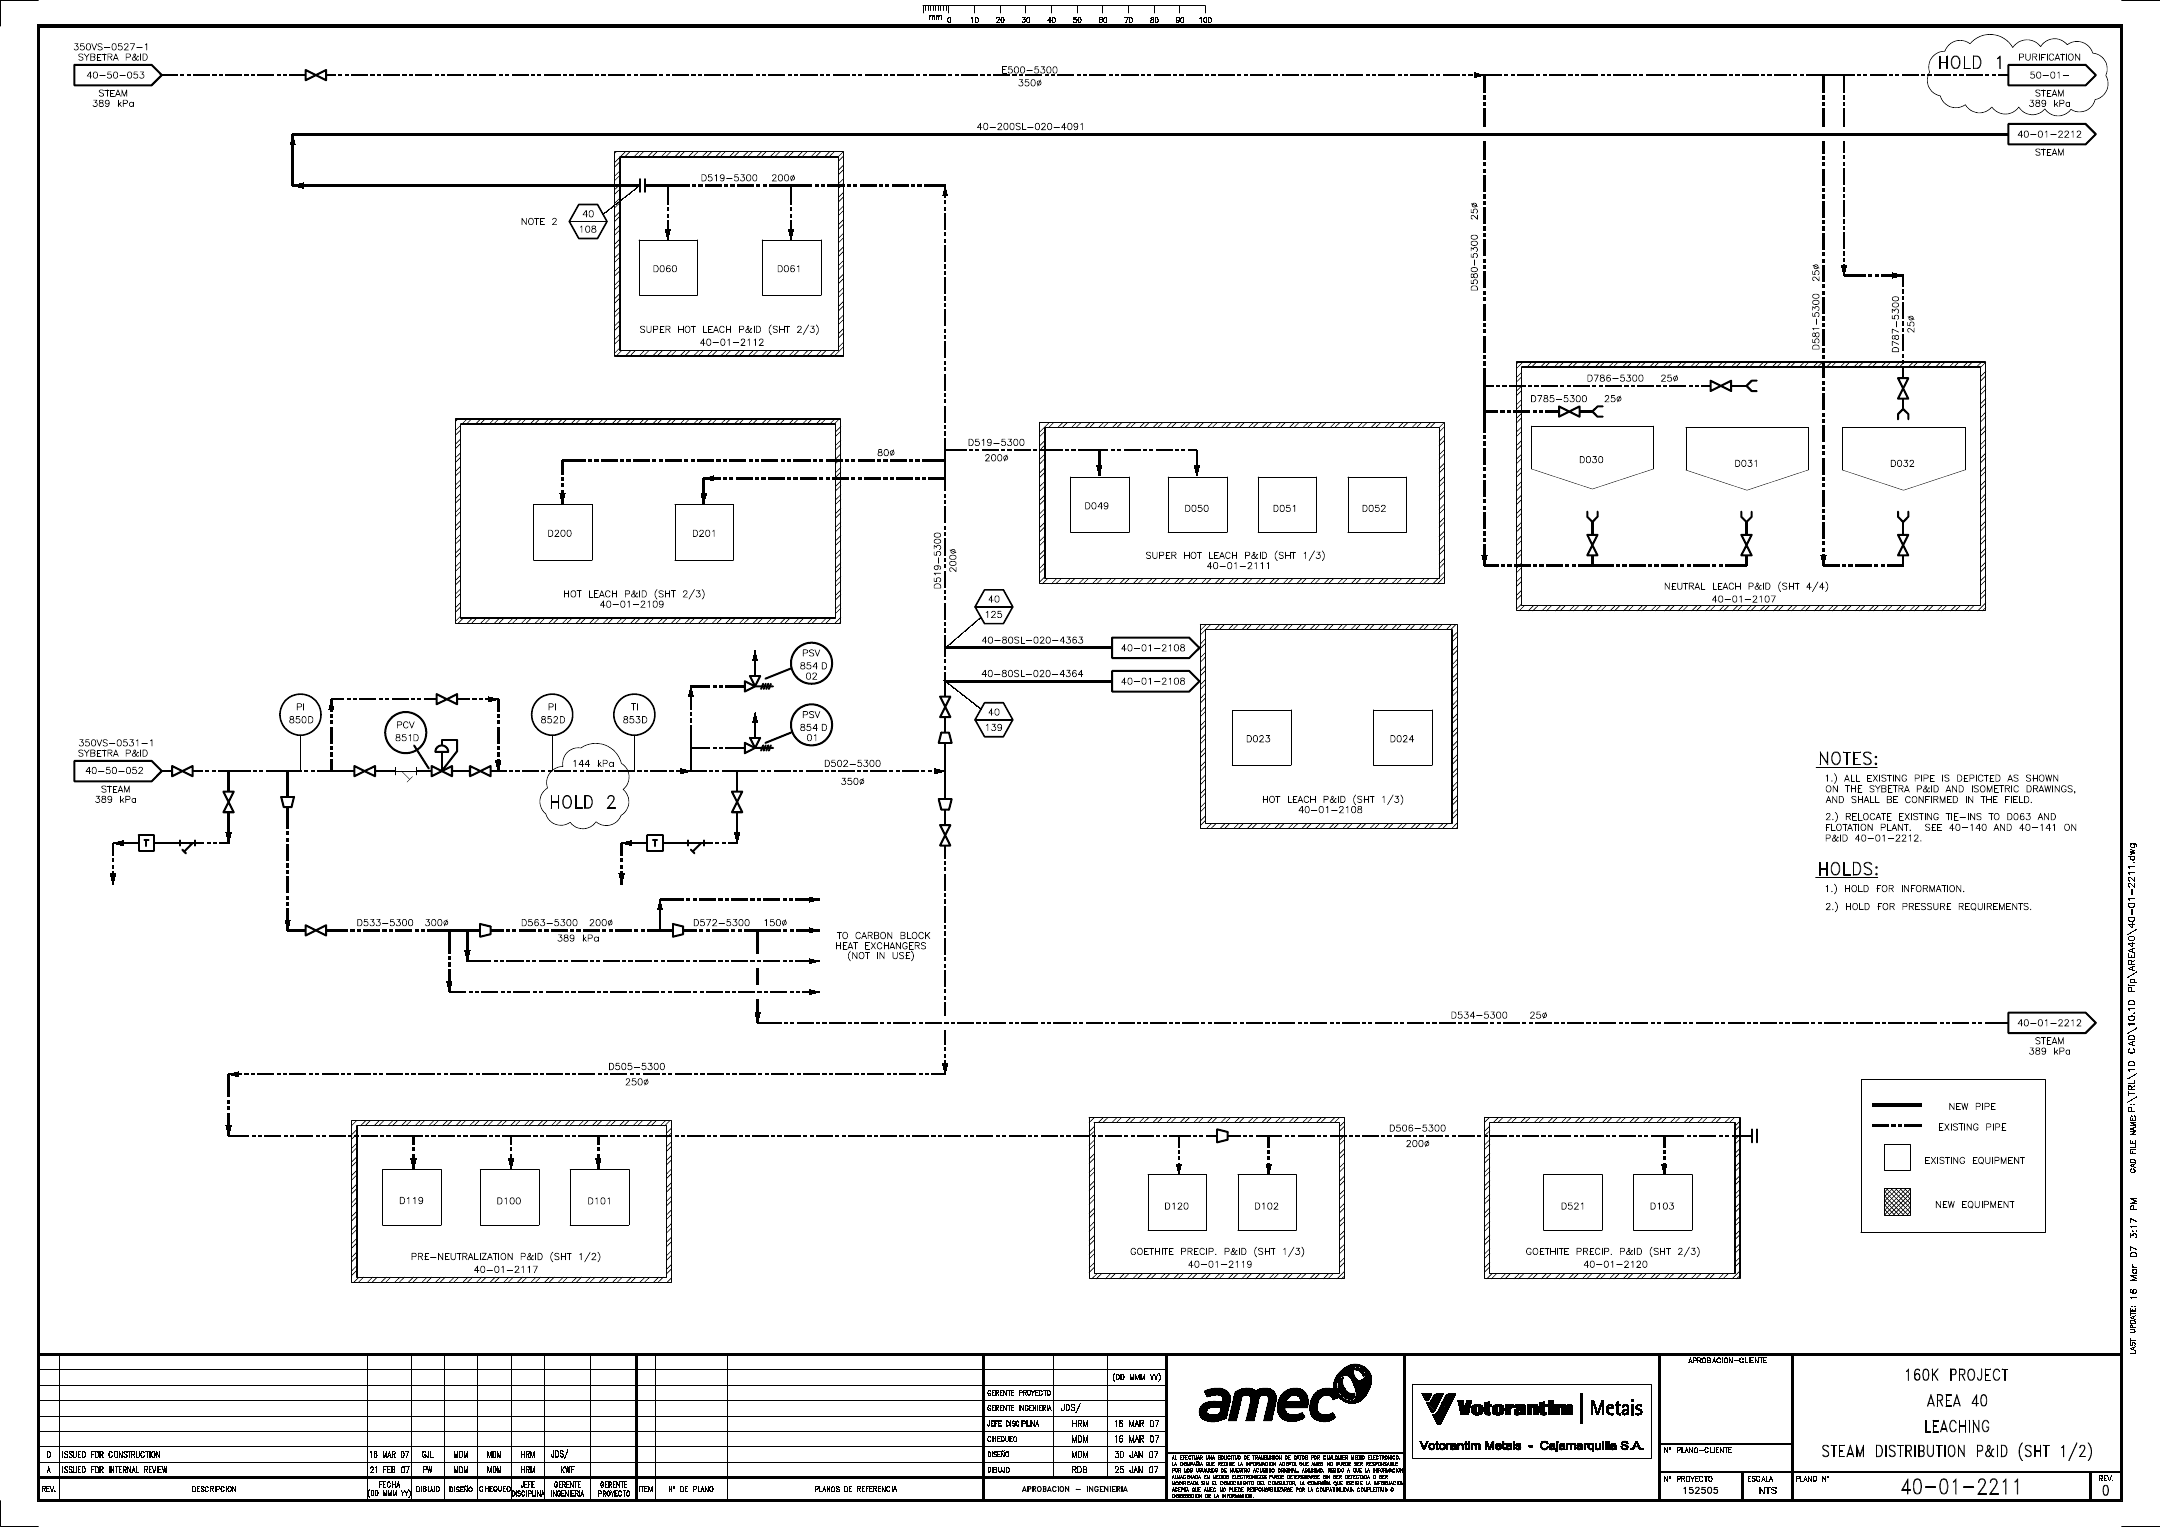 mm 0 10 20 30 40 50 60 70 80 90 100
350VS-0527-1
SYBETRA P&ID
40-50-053
STEAM
389 kPa
E500-5300
350ø
HOLD 1
PURIFICATION
50-01-
STEAM
389 kPa
40-200SL-020-4091
40-01-2212
STEAM
D519-5300 200ø
NOTE 2
40
108
D060
D061
SUPER HOT LEACH P&ID (SHT 2/3)
40-01-2112
D580-5300 25ø
D581-5300 25ø
D787-5300
25ø
D786-5300 25ø
D785-5300 25ø
D030
D031
D032
NEUTRAL LEACH P&ID (SHT 4/4)
40-01-2107
80ø
D200
D201
HOT LEACH P&ID (SHT 2/3)
40-01-2109
D519-5300
200ø
D049
D050
D051
D052
SUPER HOT LEACH P&ID (SHT 1/3)
40-01-2111
D519-5300
200ø
40
125
40-80SL-020-4363
40-01-2108
40-80SL-020-4364
40-01-2108
40
139
D023
D024
HOT LEACH P&ID (SHT 1/3)
40-01-2108
PSV
854 D
02
PSV
854 D
01
PI
850D
PCV
851D
PI
852D
TI
853D
350VS-0531-1
SYBETRA P&ID
40-50-052
STEAM
389 kPa
144 kPa
HOLD 2
D502-5300
350ø
T
T
D533-5300 300ø
D563-5300 200ø
389 kPa
D572-5300 150ø
TO CARBON BLOCK
HEAT EXCHANGERS
(NOT IN USE)
NOTES:
1.) ALL EXISTING PIPE IS DEPICTED AS SHOWN
ON THE SYBETRA P&ID AND ISOMETRIC DRAWINGS,
AND SHALL BE CONFIRMED IN THE FIELD.
2.) RELOCATE EXISTING TIE-INS TO D063 AND
FLOTATION PLANT. SEE 40-140 AND 40-141 ON
P&ID 40-01-2212.
HOLDS:
1.) HOLD FOR INFORMATION.
2.) HOLD FOR PRESSURE REQUIREMENTS.
D534-5300 25ø
40-01-2212
STEAM
389 kPa
D505-5300
250ø
D119
D100
D101
PRE-NEUTRALIZATION P&ID (SHT 1/2)
40-01-2117
D120
D102
GOETHITE PRECIP. P&ID (SHT 1/3)
40-01-2119
D506-5300
200ø
D521
D103
GOETHITE PRECIP. P&ID (SHT 2/3)
40-01-2120
NEW PIPE
EXISTING PIPE
EXISTING EQUIPMENT
NEW EQUIPMENT
LAST UPDATE: 16 Mar 07 3:17 PM CAD FILE NAME: P:\TRL\1D CAD\10.1D Pip\AREA40\40-01-2211.dwg
0 ISSUED FOR CONSTRUCTION 16 MAR 07 GJL MDM MDM HRM JDS/
A ISSUED FOR INTERNAL REVIEW 21 FEB 07 PW MDM MDM HRM KWF
REV. DESCRIPCION FECHA (DD MMM YY) DIBUJO DISEÑO CHEQUEO JEFE DISCIPLINA GERENTE INGENIERIA GERENTE PROYECTO ITEM N° DE PLANO PLANOS DE REFERENCIA
(DD MMM YY)
GERENTE PROYECTO
GERENTE INGENIERIA JDS/
JEFE DISCIPLINA HRM 16 MAR 07
CHEQUEO MDM 16 MAR 07
DISEÑO MDM 30 JAN 07
DIBUJO RDB 25 JAN 07
APROBACION - INGENIERIA
amec
Votorantim | Metais
Votorantim Metais - Cajamarquilla S.A.
APROBACION-CLIENTE
N° PLANO-CLIENTE
N° PROYECTO
152505
ESCALA
NTS
160K PROJECT
AREA 40
LEACHING
STEAM DISTRIBUTION P&ID (SHT 1/2)
PLANO N°
40-01-2211
REV.
0